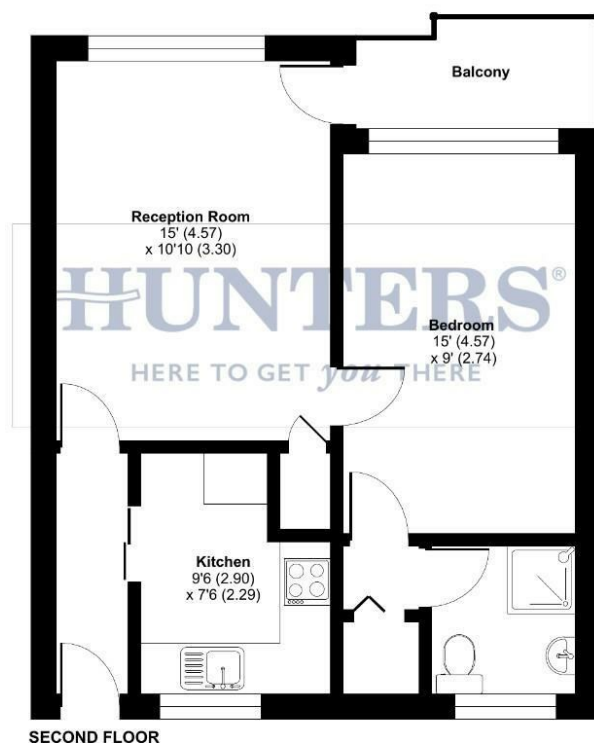 Balcony
Reception Room
15' (4.57)
x 10'10 (3.30)
HUNTERS®
HERE TO GET you THERE
Bedroom
15' (4.57)
x 9' (2.74)
Kitchen
9'6 (2.90)
x 7'6 (2.29)
SECOND FLOOR